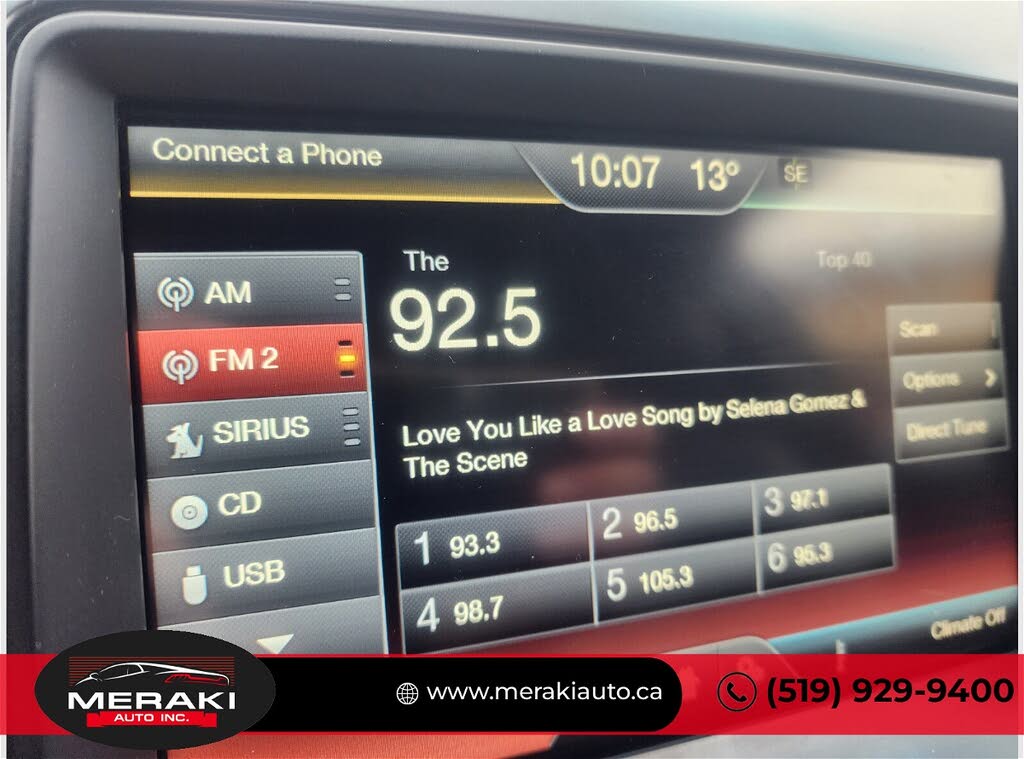 Connect a Phone
10:07 13°
SE
AM
FM 2
SIRIUS
CD
USB
The
92.5
Top 40
Love You Like a Love Song by Selena Gomez &
The Scene
Scan
Options
Direct Tune
1 93.3
2 96.5
3 97.1
4 98.7
5 105.3
6 95.3
Climate Off
MERAKI
AUTO INC.
www.merakiauto.ca
(519) 929-9400